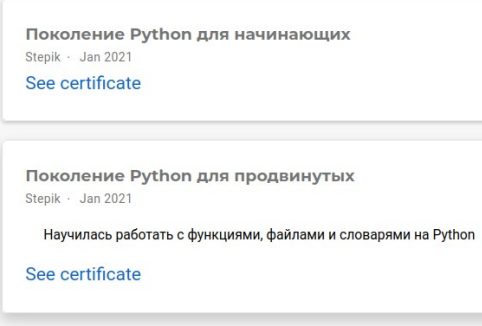 Поколение Python для начинающих
Stepik · Jan 2021
See certificate
Поколение Python для продвинутых
Stepik · Jan 2021
Научилась работать с функциями, файлами и словарями на Python
See certificate